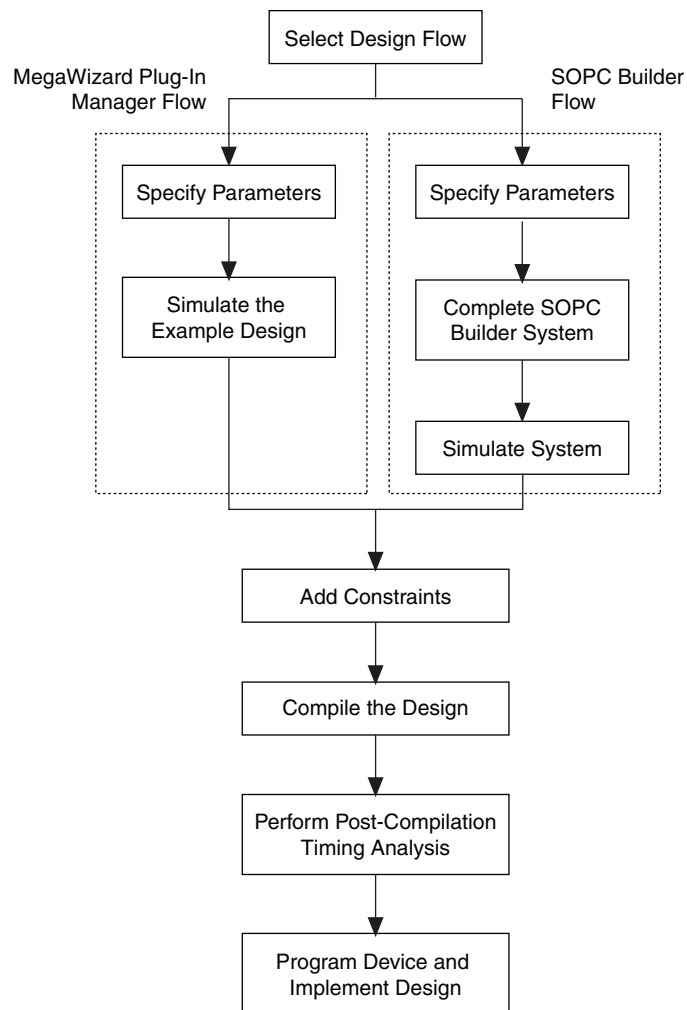 Select Design Flow
MegaWizard Plug-In
Manager Flow
SOPC Builder
Flow
Specify Parameters
Specify Parameters
Simulate the
Example Design
Complete SOPC
Builder System
Simulate System
Add Constraints
Compile the Design
Perform Post-Compilation
Timing Analysis
Program Device and
Implement Design